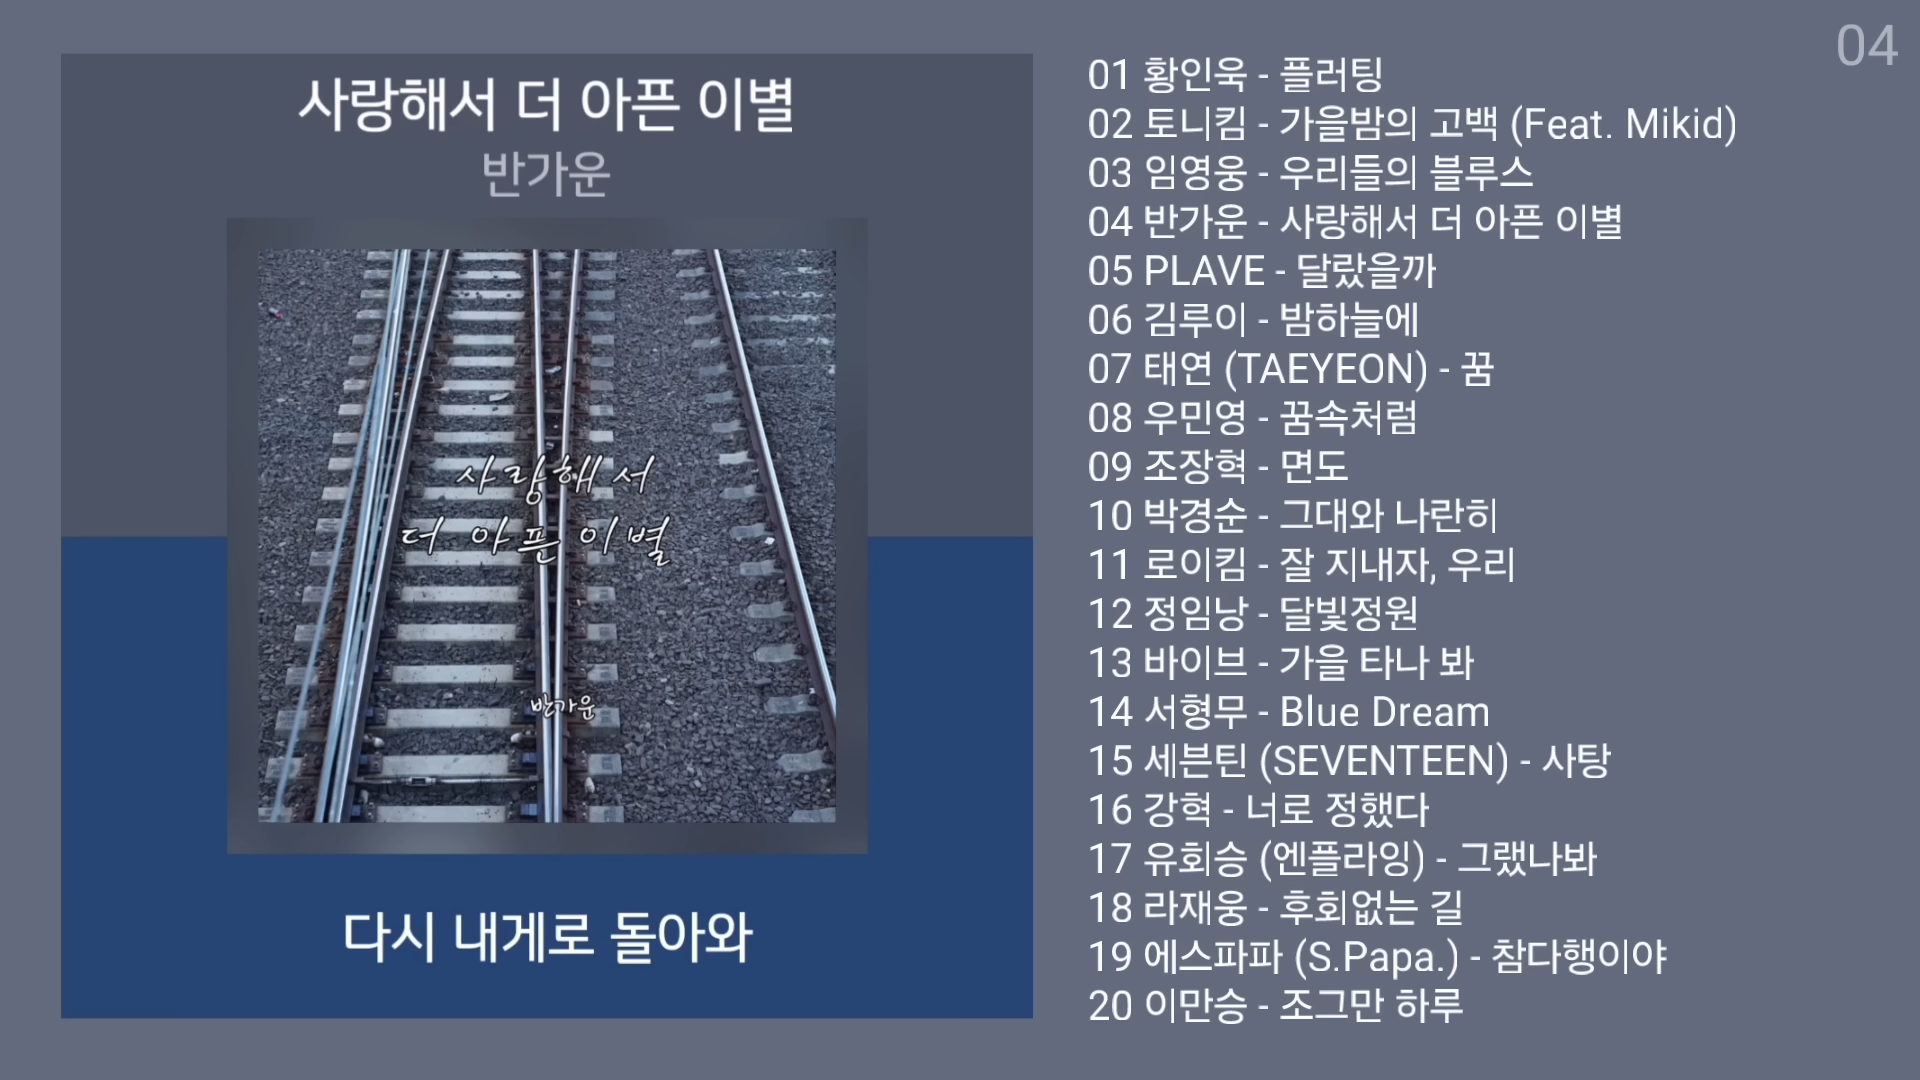 사랑해서 더 아픈 이별
반가운
사랑해서
더 아픈 이별
반가운
다시 내게로 돌아와
04
01 황인욱 - 플러팅
02 토니킴 - 가을밤의 고백 (Feat. Mikid)
03 임영웅 - 우리들의 블루스
04 반가운 - 사랑해서 더 아픈 이별
05 PLAVE - 달랐을까
06 김루이 - 밤하늘에
07 태연 (TAEYEON) - 꿈
08 우민영 - 꿈속처럼
09 조장혁 - 면도
10 박경순 - 그대와 나란히
11 로이킴 - 잘 지내자, 우리
12 정임낭 - 달빛정원
13 바이브 - 가을 타나 봐
14 서형무 - Blue Dream
15 세븐틴 (SEVENTEEN) - 사탕
16 강혁 - 너로 정했다
17 유회승 (엔플라잉) - 그랬나봐
18 라재웅 - 후회없는 길
19 에스파파 (S.Papa.) - 참다행이야
20 이만승 - 조그만 하루